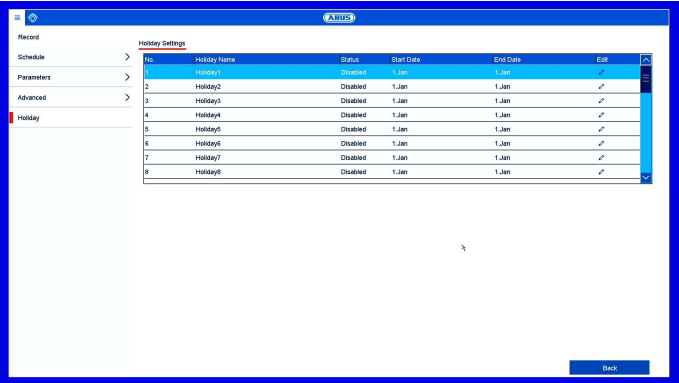 ABUS
Record
Holiday Settings
Schedule
Parameters
Advanced
Holiday
No. Holiday Name Status Start Date End Date Edit
1 Holiday1 Disabled 1.Jan 1.Jan
2 Holiday2 Disabled 1.Jan 1.Jan
3 Holiday3 Disabled 1.Jan 1.Jan
4 Holiday4 Disabled 1.Jan 1.Jan
5 Holiday5 Disabled 1.Jan 1.Jan
6 Holiday6 Disabled 1.Jan 1.Jan
7 Holiday7 Disabled 1.Jan 1.Jan
8 Holiday8 Disabled 1.Jan 1.Jan
Back